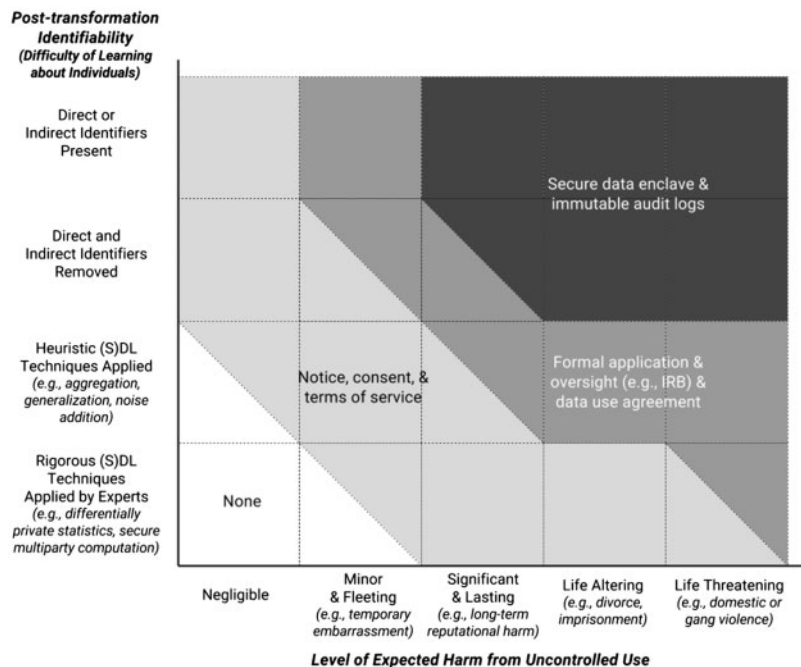 Post-transformation
Identifiability
(Difficulty of Learning
about Individuals)
Direct or
Indirect Identifiers
Present
Secure data enclave &
immutable audit logs
Direct and
Indirect Identifiers
Removed
Heuristic (S)DL
Techniques Applied
(e.g., aggregation,
generalization, noise
addition)
Notice, consent, &
terms of service
Formal application &
oversight (e.g., IRB) &
data use agreement
Rigorous (S)DL
Techniques
Applied by Experts
(e.g., differentially
private statistics, secure
multiparty computation)
None
Negligible
Minor
& Fleeting
(e.g., temporary
embarrassment)
Significant
& Lasting
(e.g., long-term
reputational harm)
Life Altering
(e.g., divorce,
imprisonment)
Life Threatening
(e.g., domestic or
gang violence)
Level of Expected Harm from Uncontrolled Use